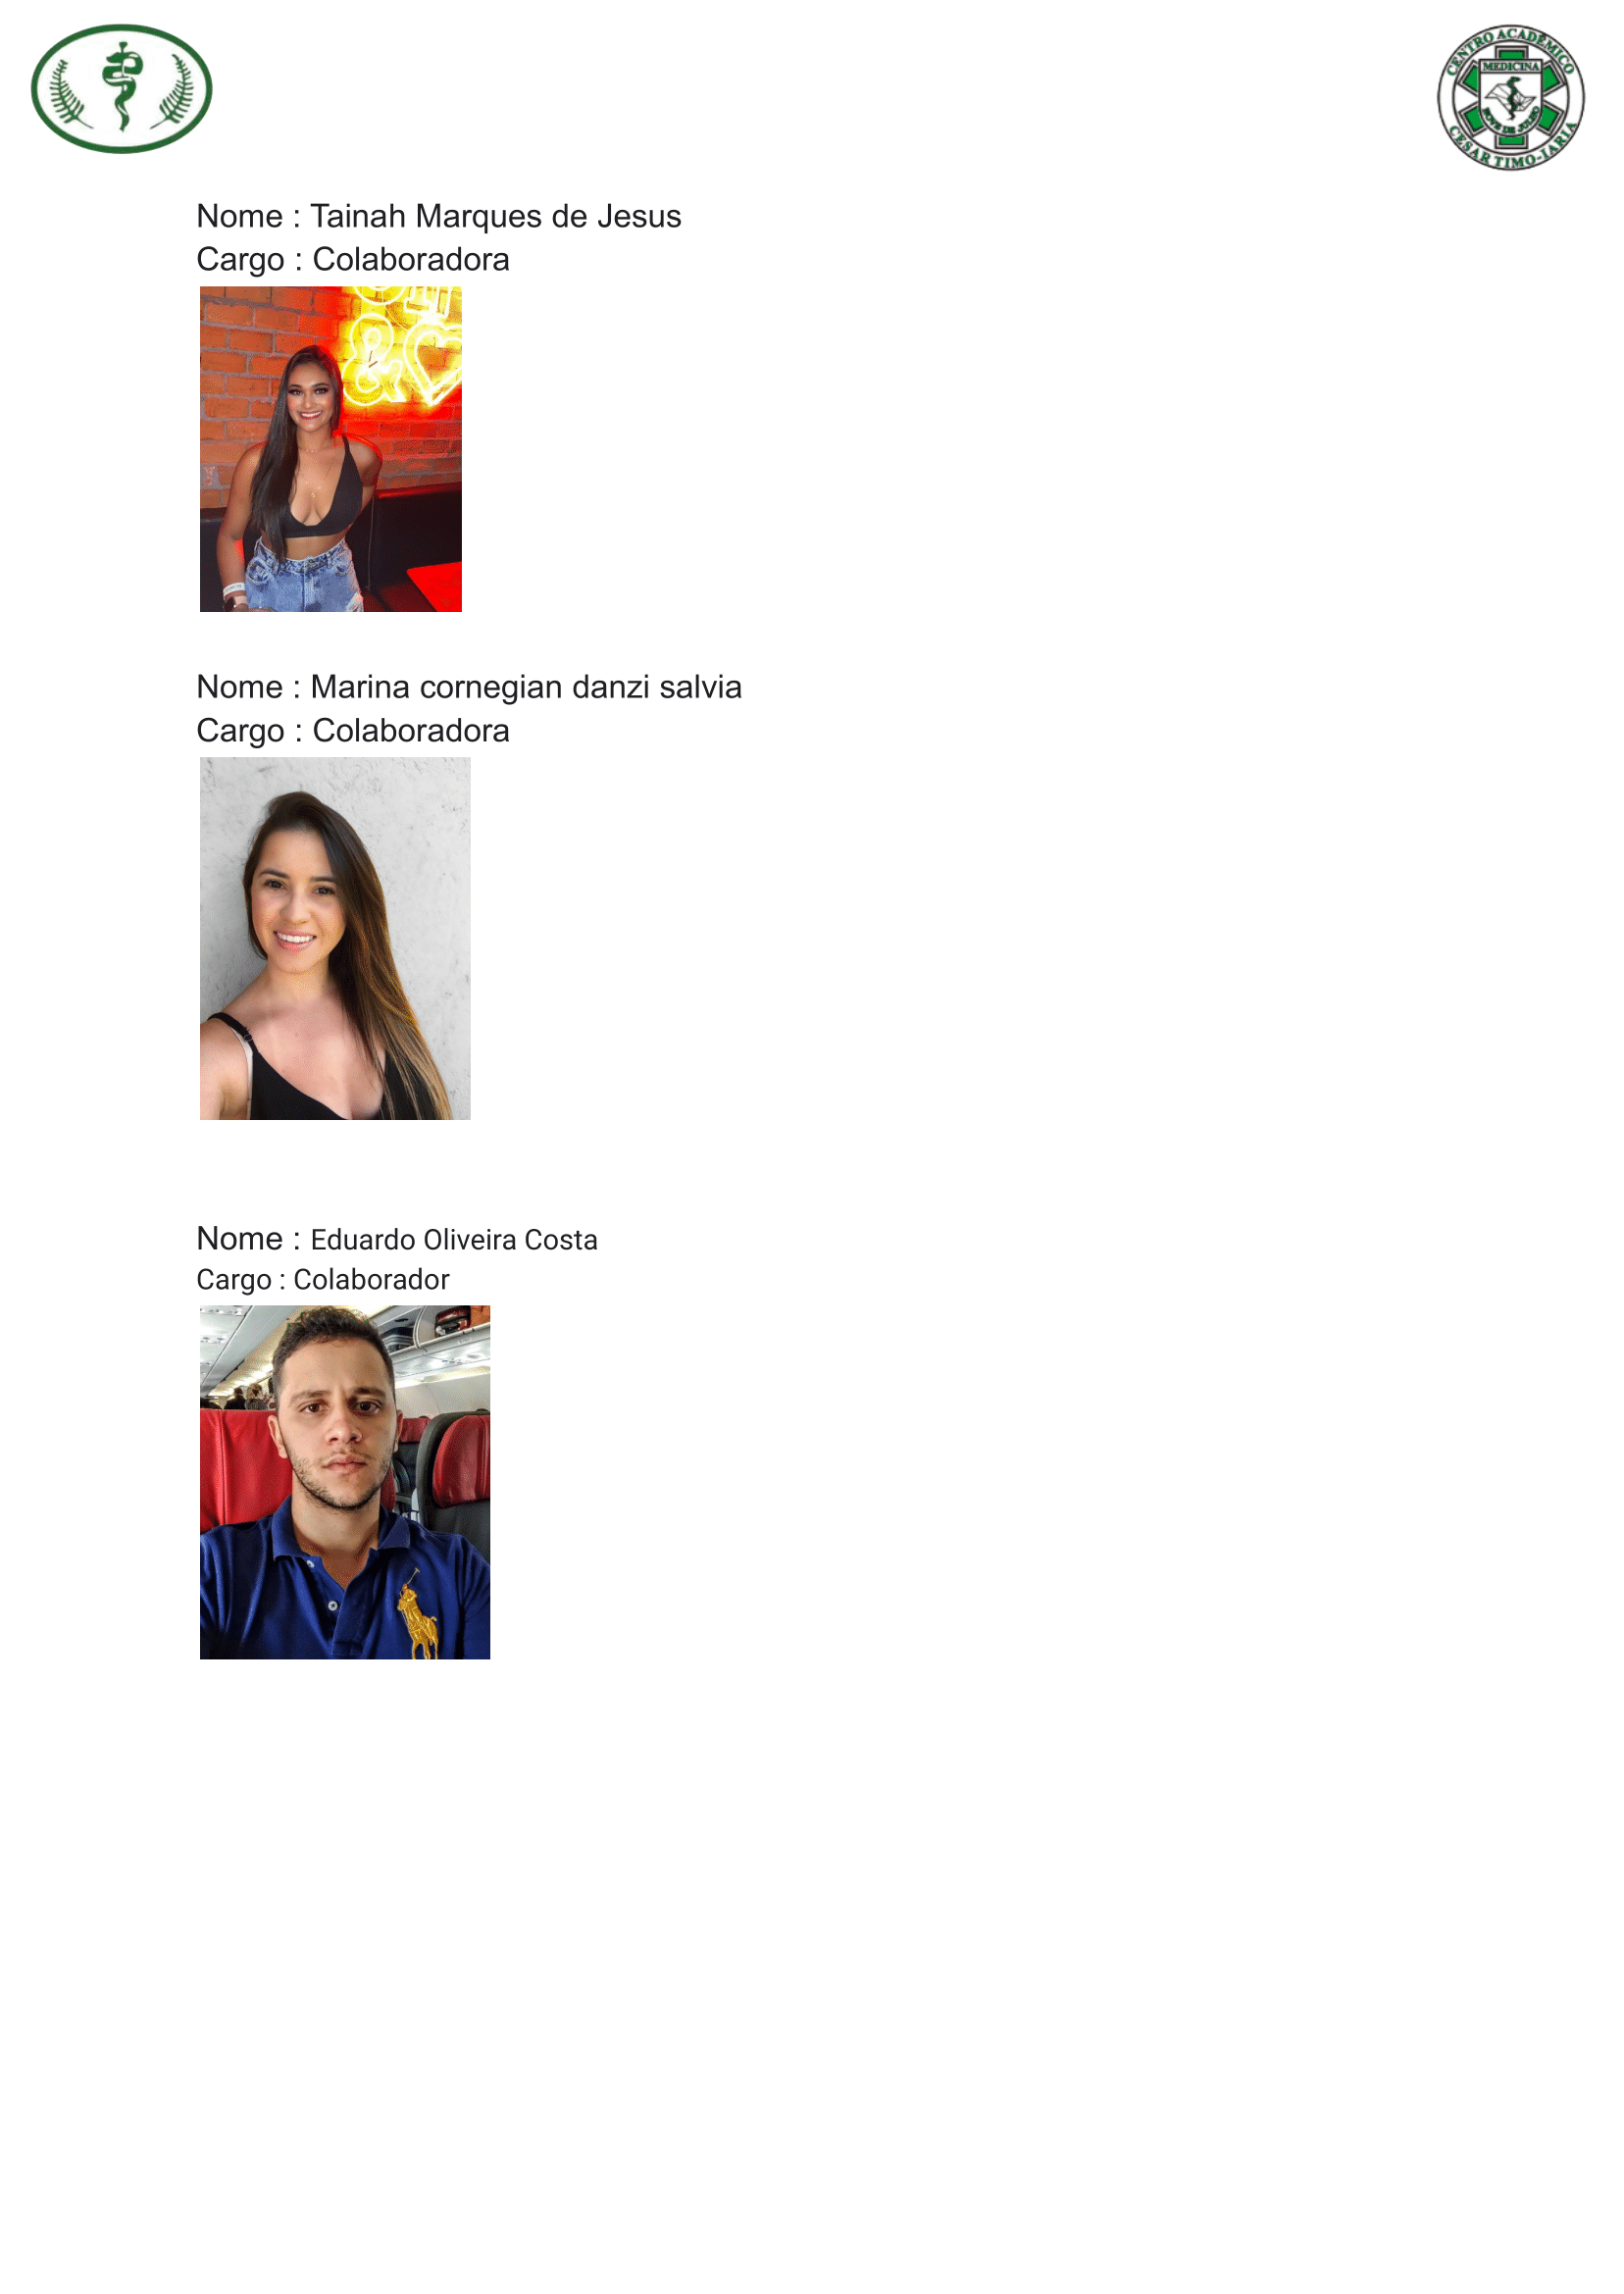 CENTRO ACADÊMICO
MEDICINA
NOVE DE JULHO
CESAR TIMO-IARIA
Nome : Tainah Marques de Jesus
Cargo : Colaboradora
&
Nome : Marina cornegian danzi salvia
Cargo : Colaboradora
Nome : Eduardo Oliveira Costa
Cargo : Colaborador